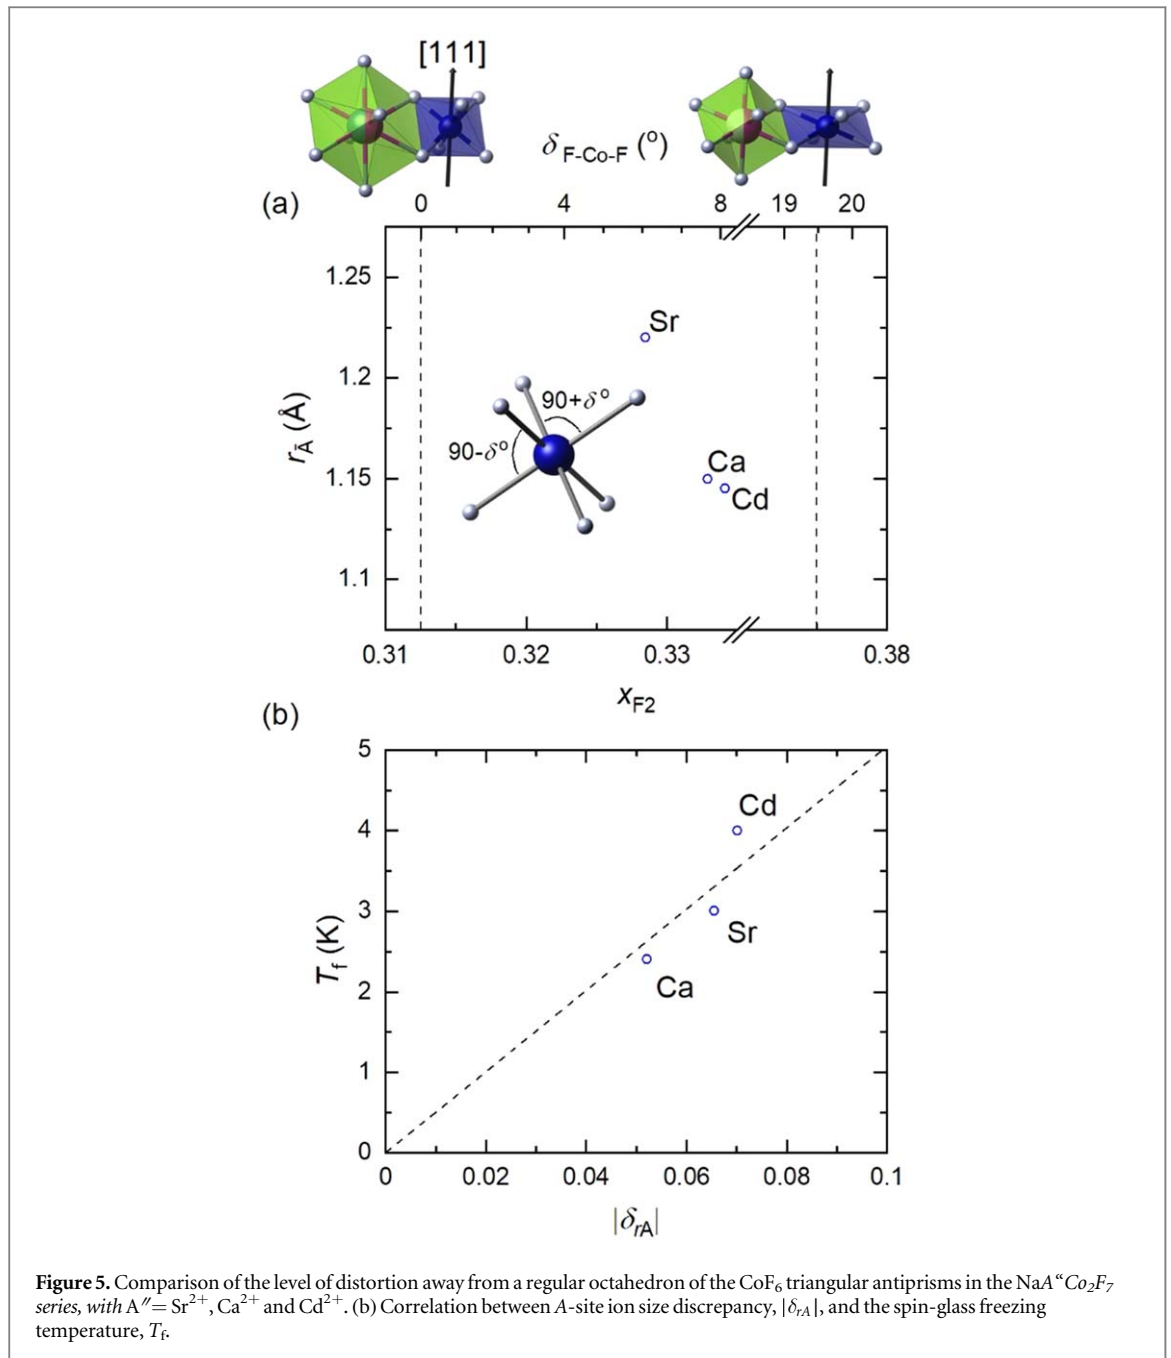 [111]
δ F-Co-F (°)
(a)
0 4 8 19 20
1.25
Sr
1.2
90+δ°
r Ā (Å)
90-δ°
Ca
1.15
Cd
1.1
0.31 0.32 0.33 0.38
x F2
(b)
5
Cd
4
3
Sr
T f (K)
Ca
2
1
0
0 0.02 0.04 0.06 0.08 0.1
|δ rA|
Figure 5. Comparison of the level of distortion away from a regular octahedron of the CoF₆ triangular antiprisms in the NaA“Co₂F₇
series, with A″= Sr²⁺, Ca²⁺ and Cd²⁺. (b) Correlation between A-site ion size discrepancy, |δrA|, and the spin-glass freezing
temperature, Tf.